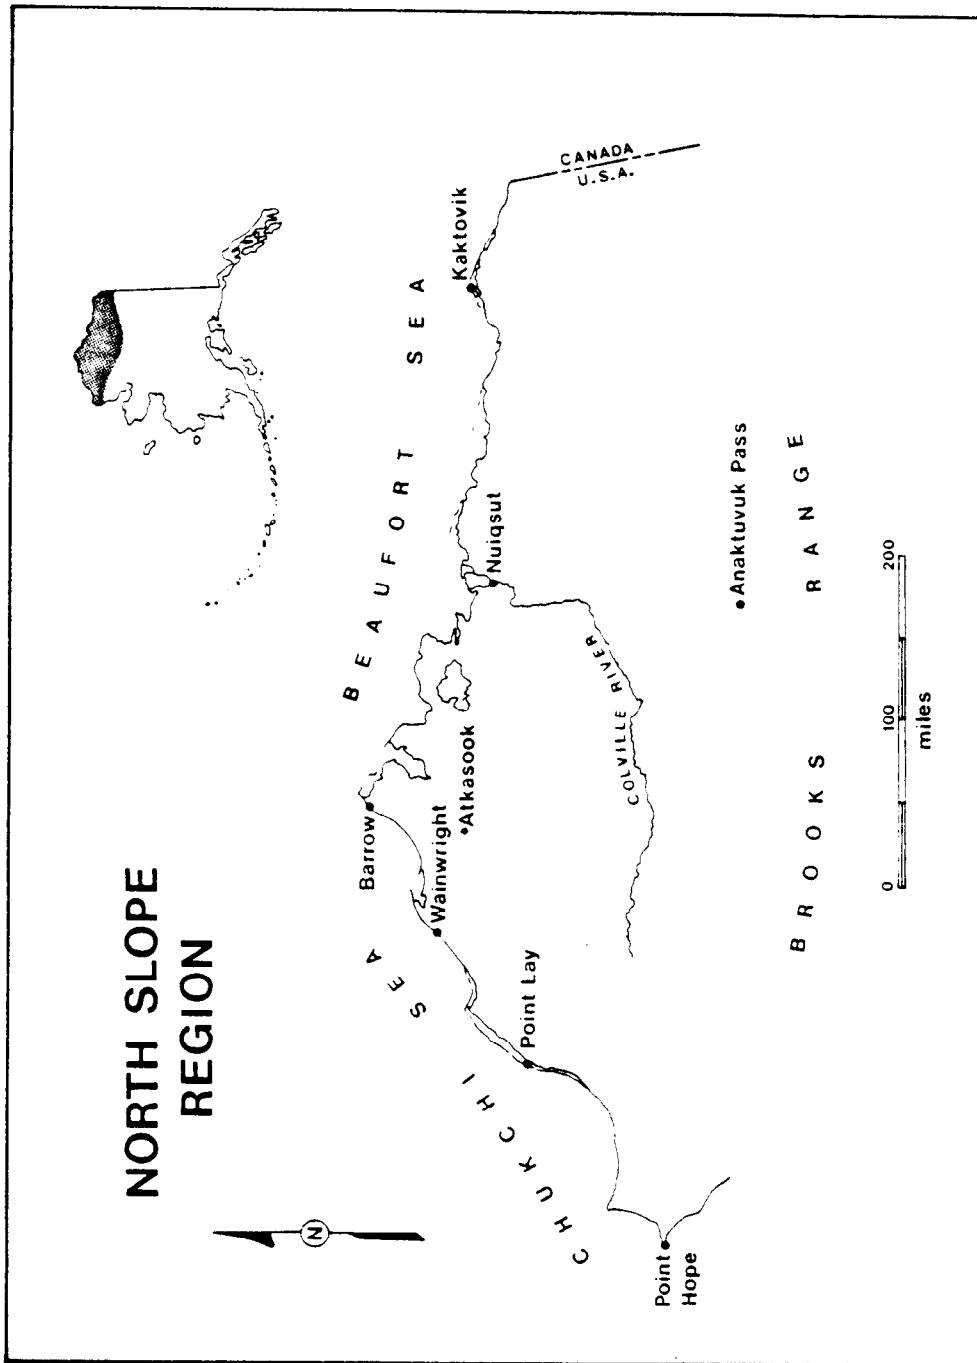 NORTH SLOPE
REGION
N
CHUKCHI SEA
BEAUFORT SEA
Barrow
Wainwright
Atkasook
Point Lay
Point
Hope
Nuiqsut
Kaktovik
CANADA
U.S.A.
COLVILLE RIVER
Anaktuvuk Pass
BROOKS RANGE
0 100 200
miles